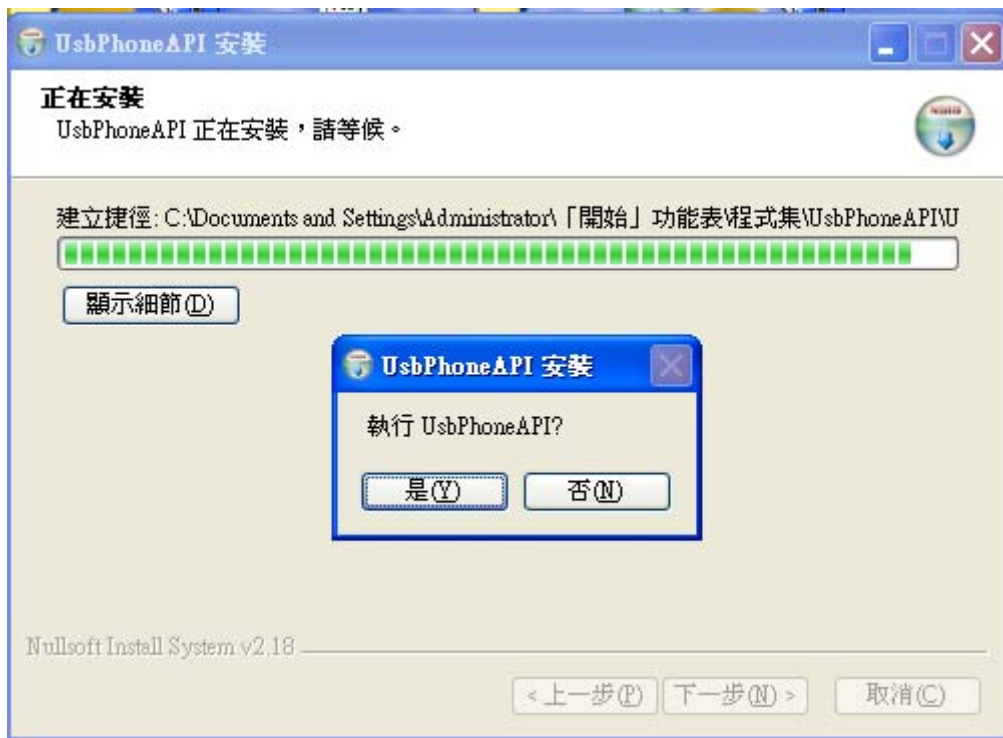 UsbPhoneAPI 安裝
正在安裝
UsbPhoneAPI 正在安裝，請等候。
建立捷徑: C:\Documents and Settings\Administrator\「開始」功能表\程式集\UsbPhoneAPI\U
顯示細節(D)
UsbPhoneAPI 安裝
執行 UsbPhoneAPI?
是(Y) 否(N)
Nullsoft Install System v2.18
<上一步(P) 下一步(N)> 取消(C)